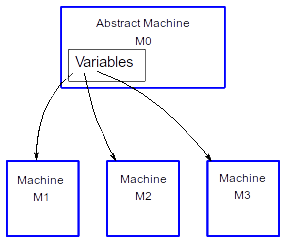 Abstract Machine
M0
Variables
Machine
M1
Machine
M2
Machine
M3